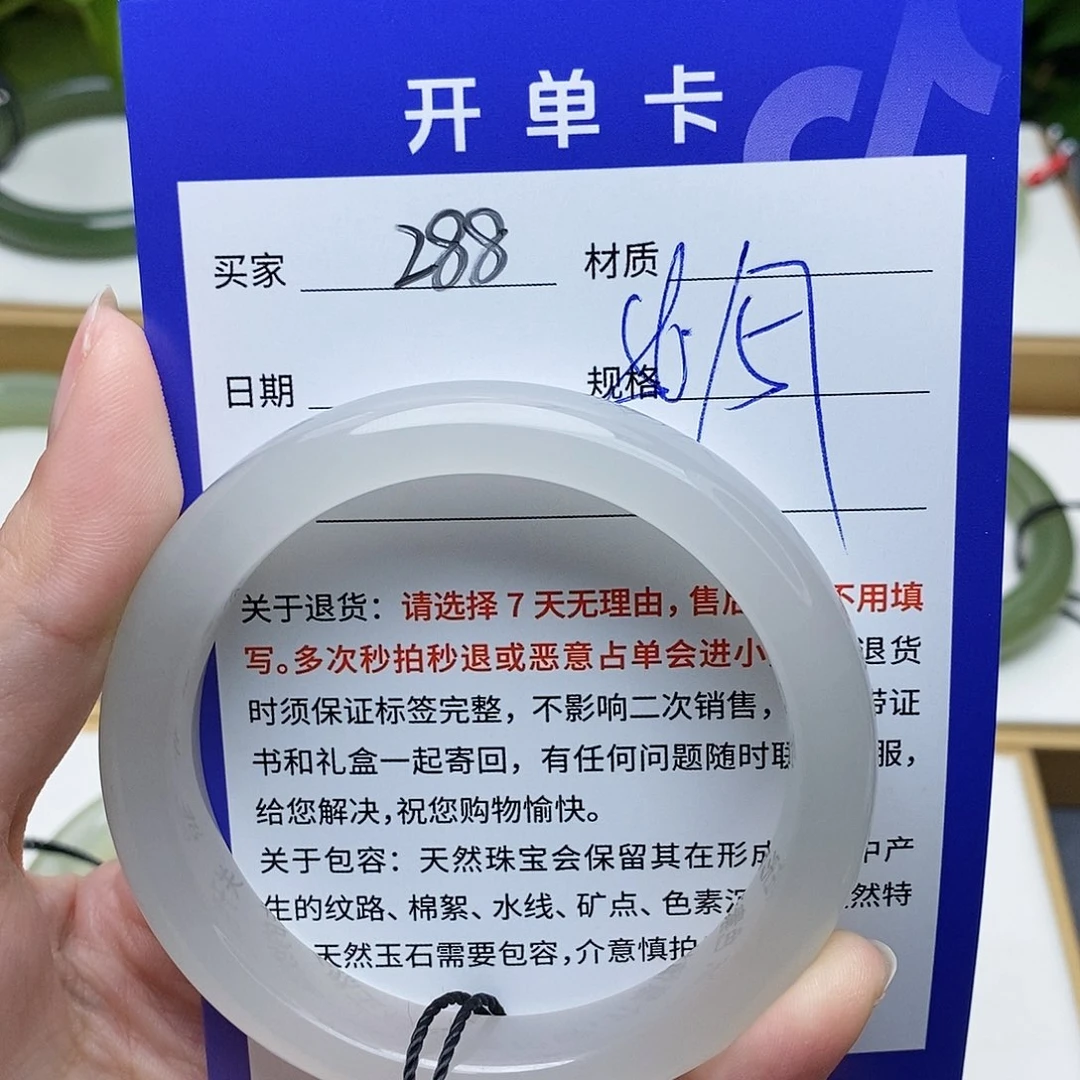 开单卡
买家 288 材质
日期 规格
关于退货：请选择 7 天无理由，售后 不用填
写。多次秒拍秒退或恶意占单会进小 退货
时须保证标签完整，不影响二次销售， 带证
书和礼盒一起寄回，有任何问题随时联 服，
给您解决，祝您购物愉快。
关于包容：天然珠宝会保留其在形成 中产
生的纹路、棉絮、水线、矿点、色素沉 然特
天然玉石需要包容，介意慎拍